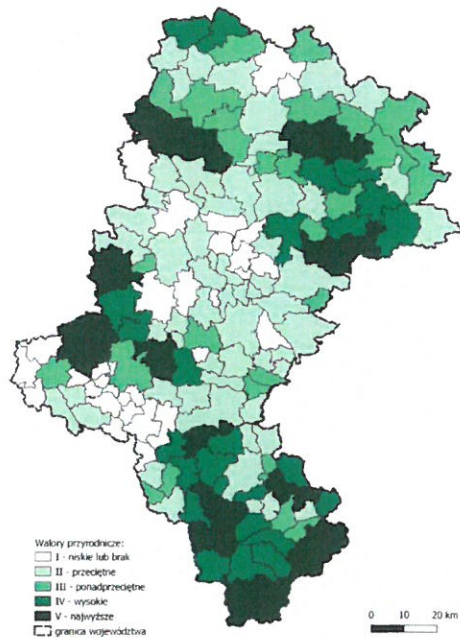 Walory przyrodnicze:
I - niskie lub brak
II - przeciętne
III - ponadprzeciętne
IV - wysokie
V - najwyższe
granica województwa
0 10 20 km